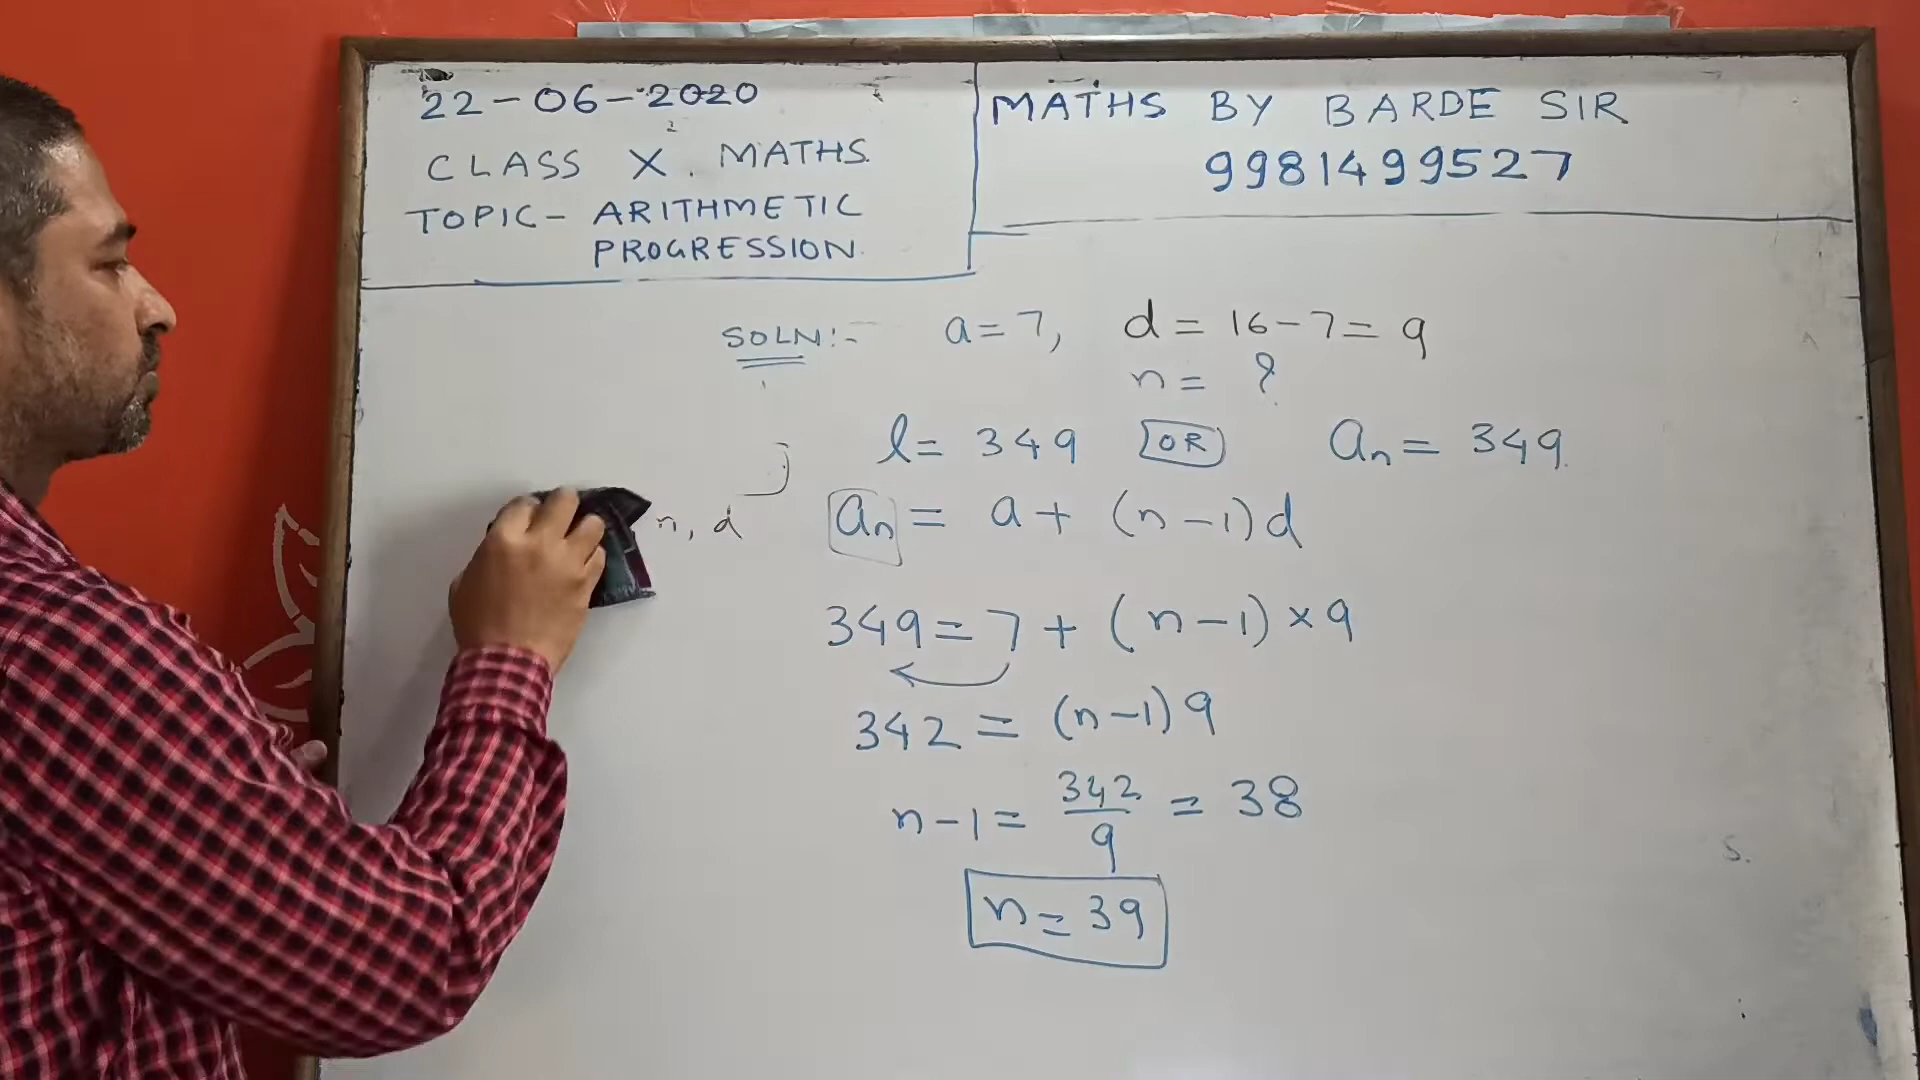 22-06-2020
CLASS X. MATHS.
TOPIC- ARITHMETIC
PROGRESSION.
MATHS BY BARDE SIR
9981499527
SOLN:- a=7, d=16-7=9
n= ?
l= 349 OR an= 349.
n, d
an= a+ (n-1)d
349=7+(n-1)×9
342=(n-1)9
n-1= 342/9 = 38
n=39
S.